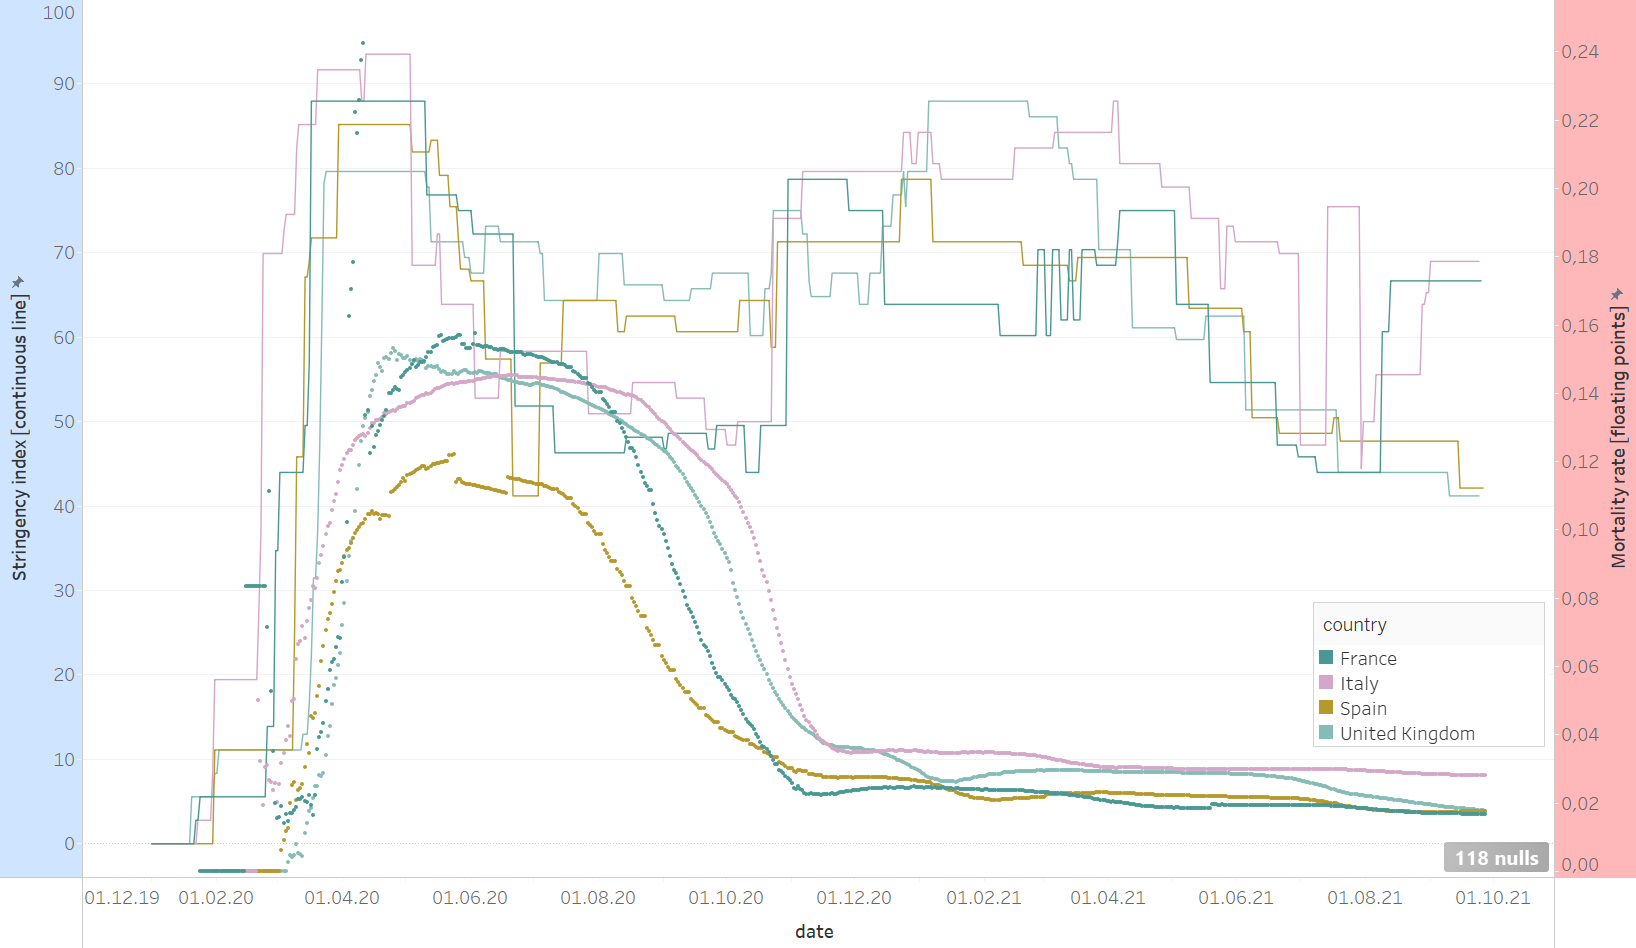 100
90
80
70
60
50
40
30
20
10
0
Stringency index [continuous line]
0,24
0,22
0,20
0,18
0,16
0,14
0,12
0,10
0,08
0,06
0,04
0,02
0,00
Mortality rate [floating points]
country
France
Italy
Spain
United Kingdom
118 nulls
01.12.19 01.02.20 01.04.20 01.06.20 01.08.20 01.10.20 01.12.20 01.02.21 01.04.21 01.06.21 01.08.21 01.10.21
date